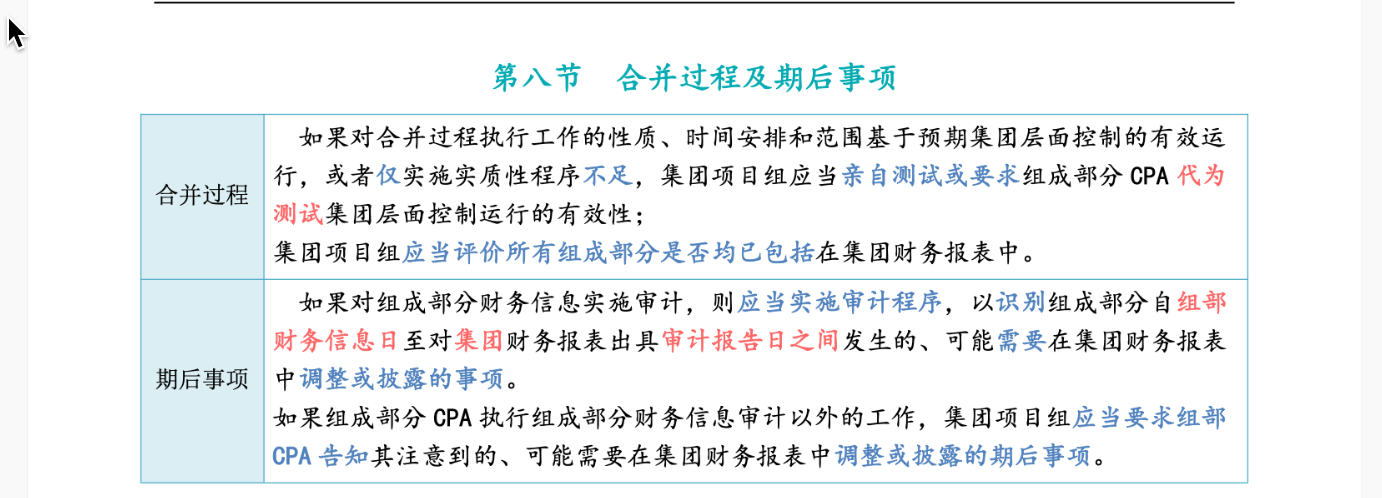 第八节 合并过程及期后事项
合并过程
如果对合并过程执行工作的性质、时间安排和范围基于预期集团层面控制的有效运
行，或者仅实施实质性程序不足，集团项目组应当亲自测试或要求组成部分 CPA 代为
测试集团层面控制运行的有效性；
集团项目组应当评价所有组成部分是否均已包括在集团财务报表中。
期后事项
如果对组成部分财务信息实施审计，则应当实施审计程序，以识别组成部分自组部
财务信息日至对集团财务报表出具审计报告日之间发生的、可能需要在集团财务报表
中调整或披露的事项。
如果组成部分 CPA 执行组成部分财务信息审计以外的工作，集团项目组应当要求组部
CPA 告知其注意到的、可能需要在集团财务报表中调整或披露的期后事项。